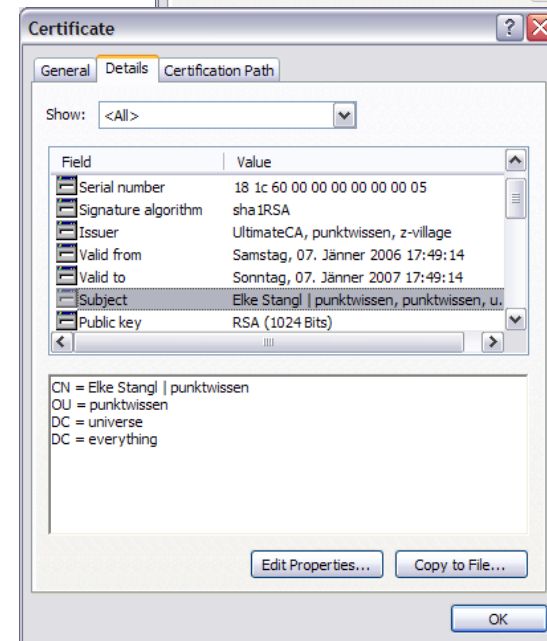 Certificate
General Details Certification Path
Show: <All>
Field Value
Serial number 18 1c 60 00 00 00 00 00 00 05
Signature algorithm sha1RSA
Issuer UltimateCA, punktwissen, z-village
Valid from Samstag, 07. Jänner 2006 17:49:14
Valid to Sonntag, 07. Jänner 2007 17:49:14
Subject Elke Stangl | punktwissen, punktwissen, u.
Public key RSA (1024 Bits)
CN = Elke Stangl | punktwissen
OU = punktwissen
DC = universe
DC = everything
Edit Properties... Copy to File...
OK